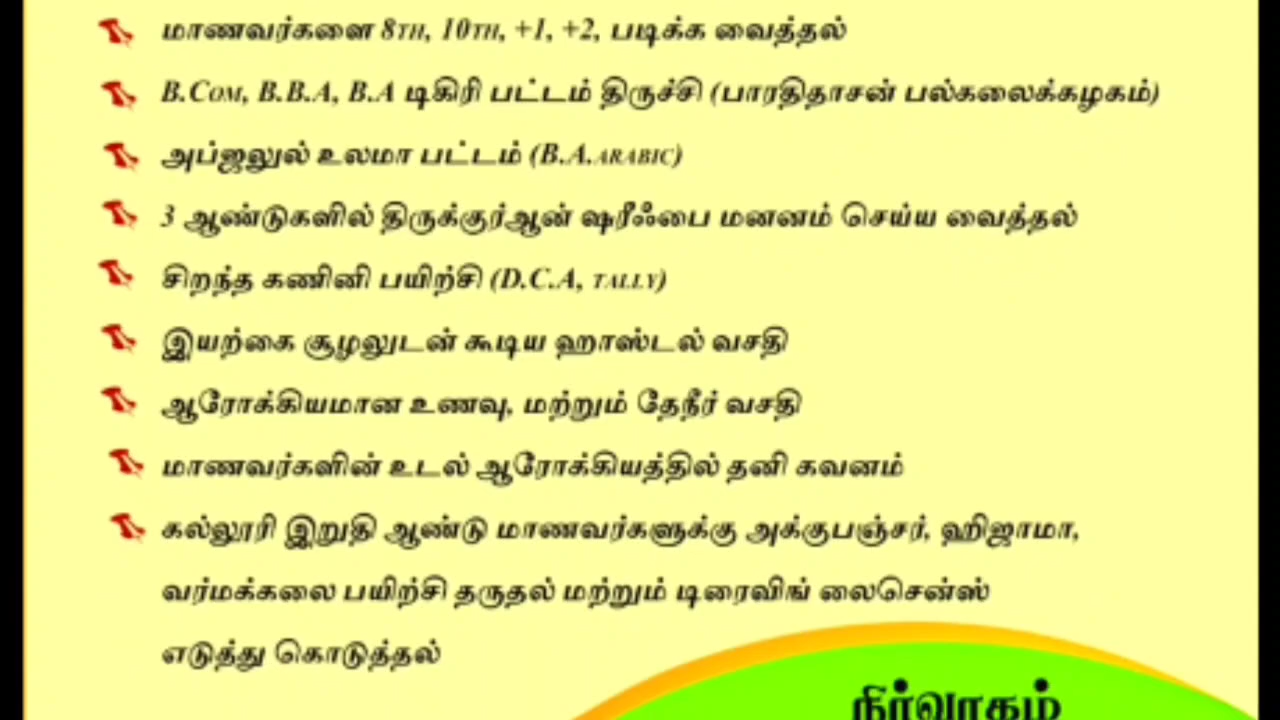 மாணவர்களை 8TH, 10TH, +1, +2, படிக்க வைத்தல்
B.COM, B.B.A, B.A டிகிரி பட்டம் திருச்சி (பாரதிதாசன் பல்கலைக்கழகம்)
அப்ஜலுல் உலமா பட்டம் (B.A.ARABIC)
3 ஆண்டுகளில் திருக்குர்ஆன் ஷரீஃபை மனனம் செய்ய வைத்தல்
சிறந்த கணினி பயிற்சி (D.C.A, TALLY)
இயற்கை சூழலுடன் கூடிய ஹாஸ்டல் வசதி
ஆரோக்கியமான உணவு, மற்றும் தேநீர் வசதி
மாணவர்களின் உடல் ஆரோக்கியத்தில் தனி கவனம்
கல்லூரி இறுதி ஆண்டு மாணவர்களுக்கு அக்குபஞ்சர், ஹிஜாமா,
வர்மக்கலை பயிற்சி தருதல் மற்றும் டிரைவிங் லைசென்ஸ்
எடுத்து கொடுத்தல்
நிர்வாகம்